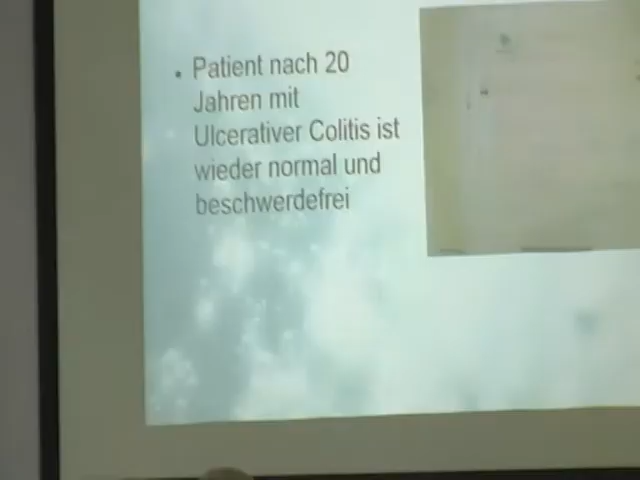 • Patient nach 20
Jahren mit
Ulcerativer Colitis ist
wieder normal und
beschwerdefrei